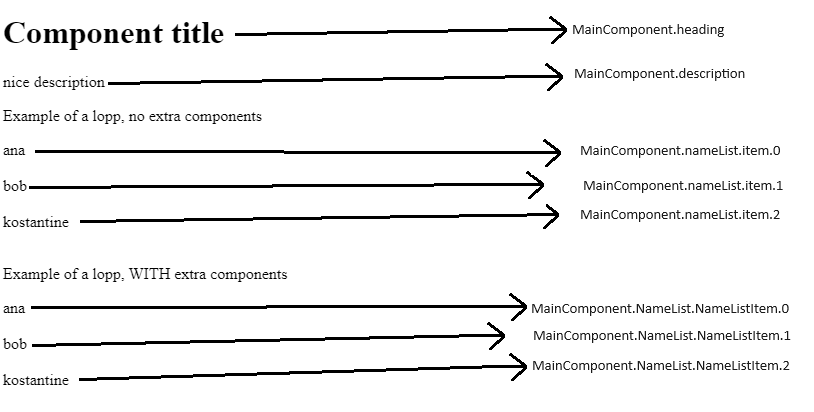 Component title MainComponent.heading
nice description MainComponent.description
Example of a lopp, no extra components
ana MainComponent.nameList.item.0
bob MainComponent.nameList.item.1
kostantine MainComponent.nameList.item.2
Example of a lopp, WITH extra components
ana MainComponent.NameList.NameListItem.0
bob MainComponent.NameList.NameListItem.1
kostantine MainComponent.NameList.NameListItem.2